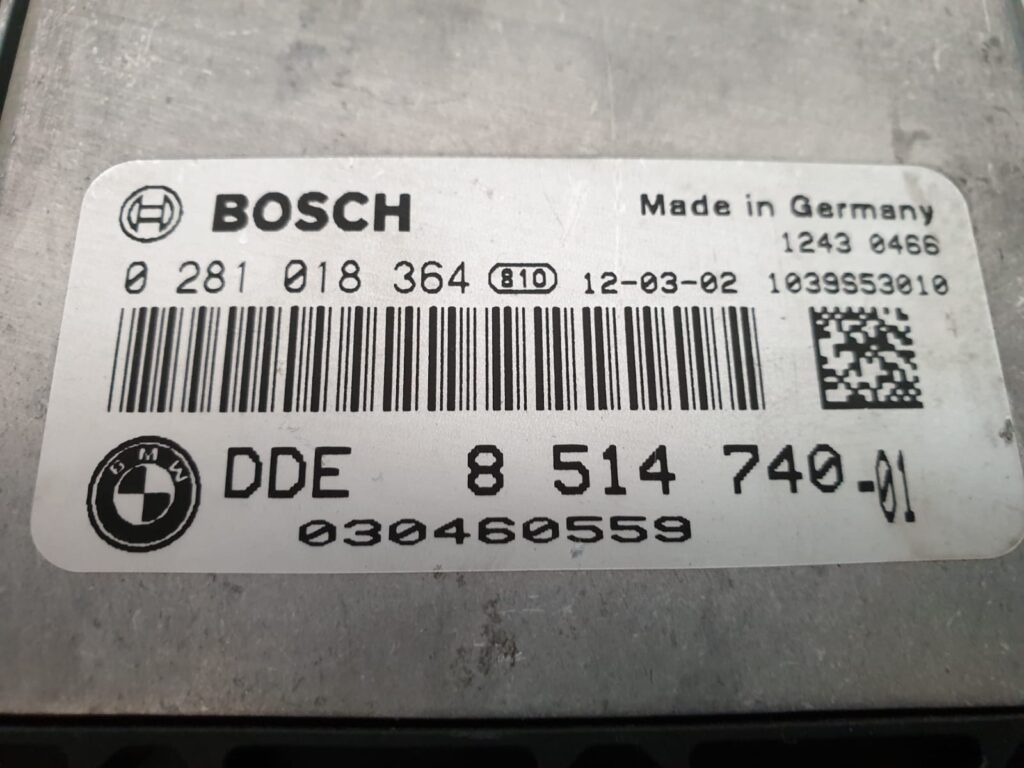 BOSCH
Made in Germany
1243 0466
0 281 018 364 810 12-03-02 1039S53010
BMW
DDE 8 514 740-01
030460559